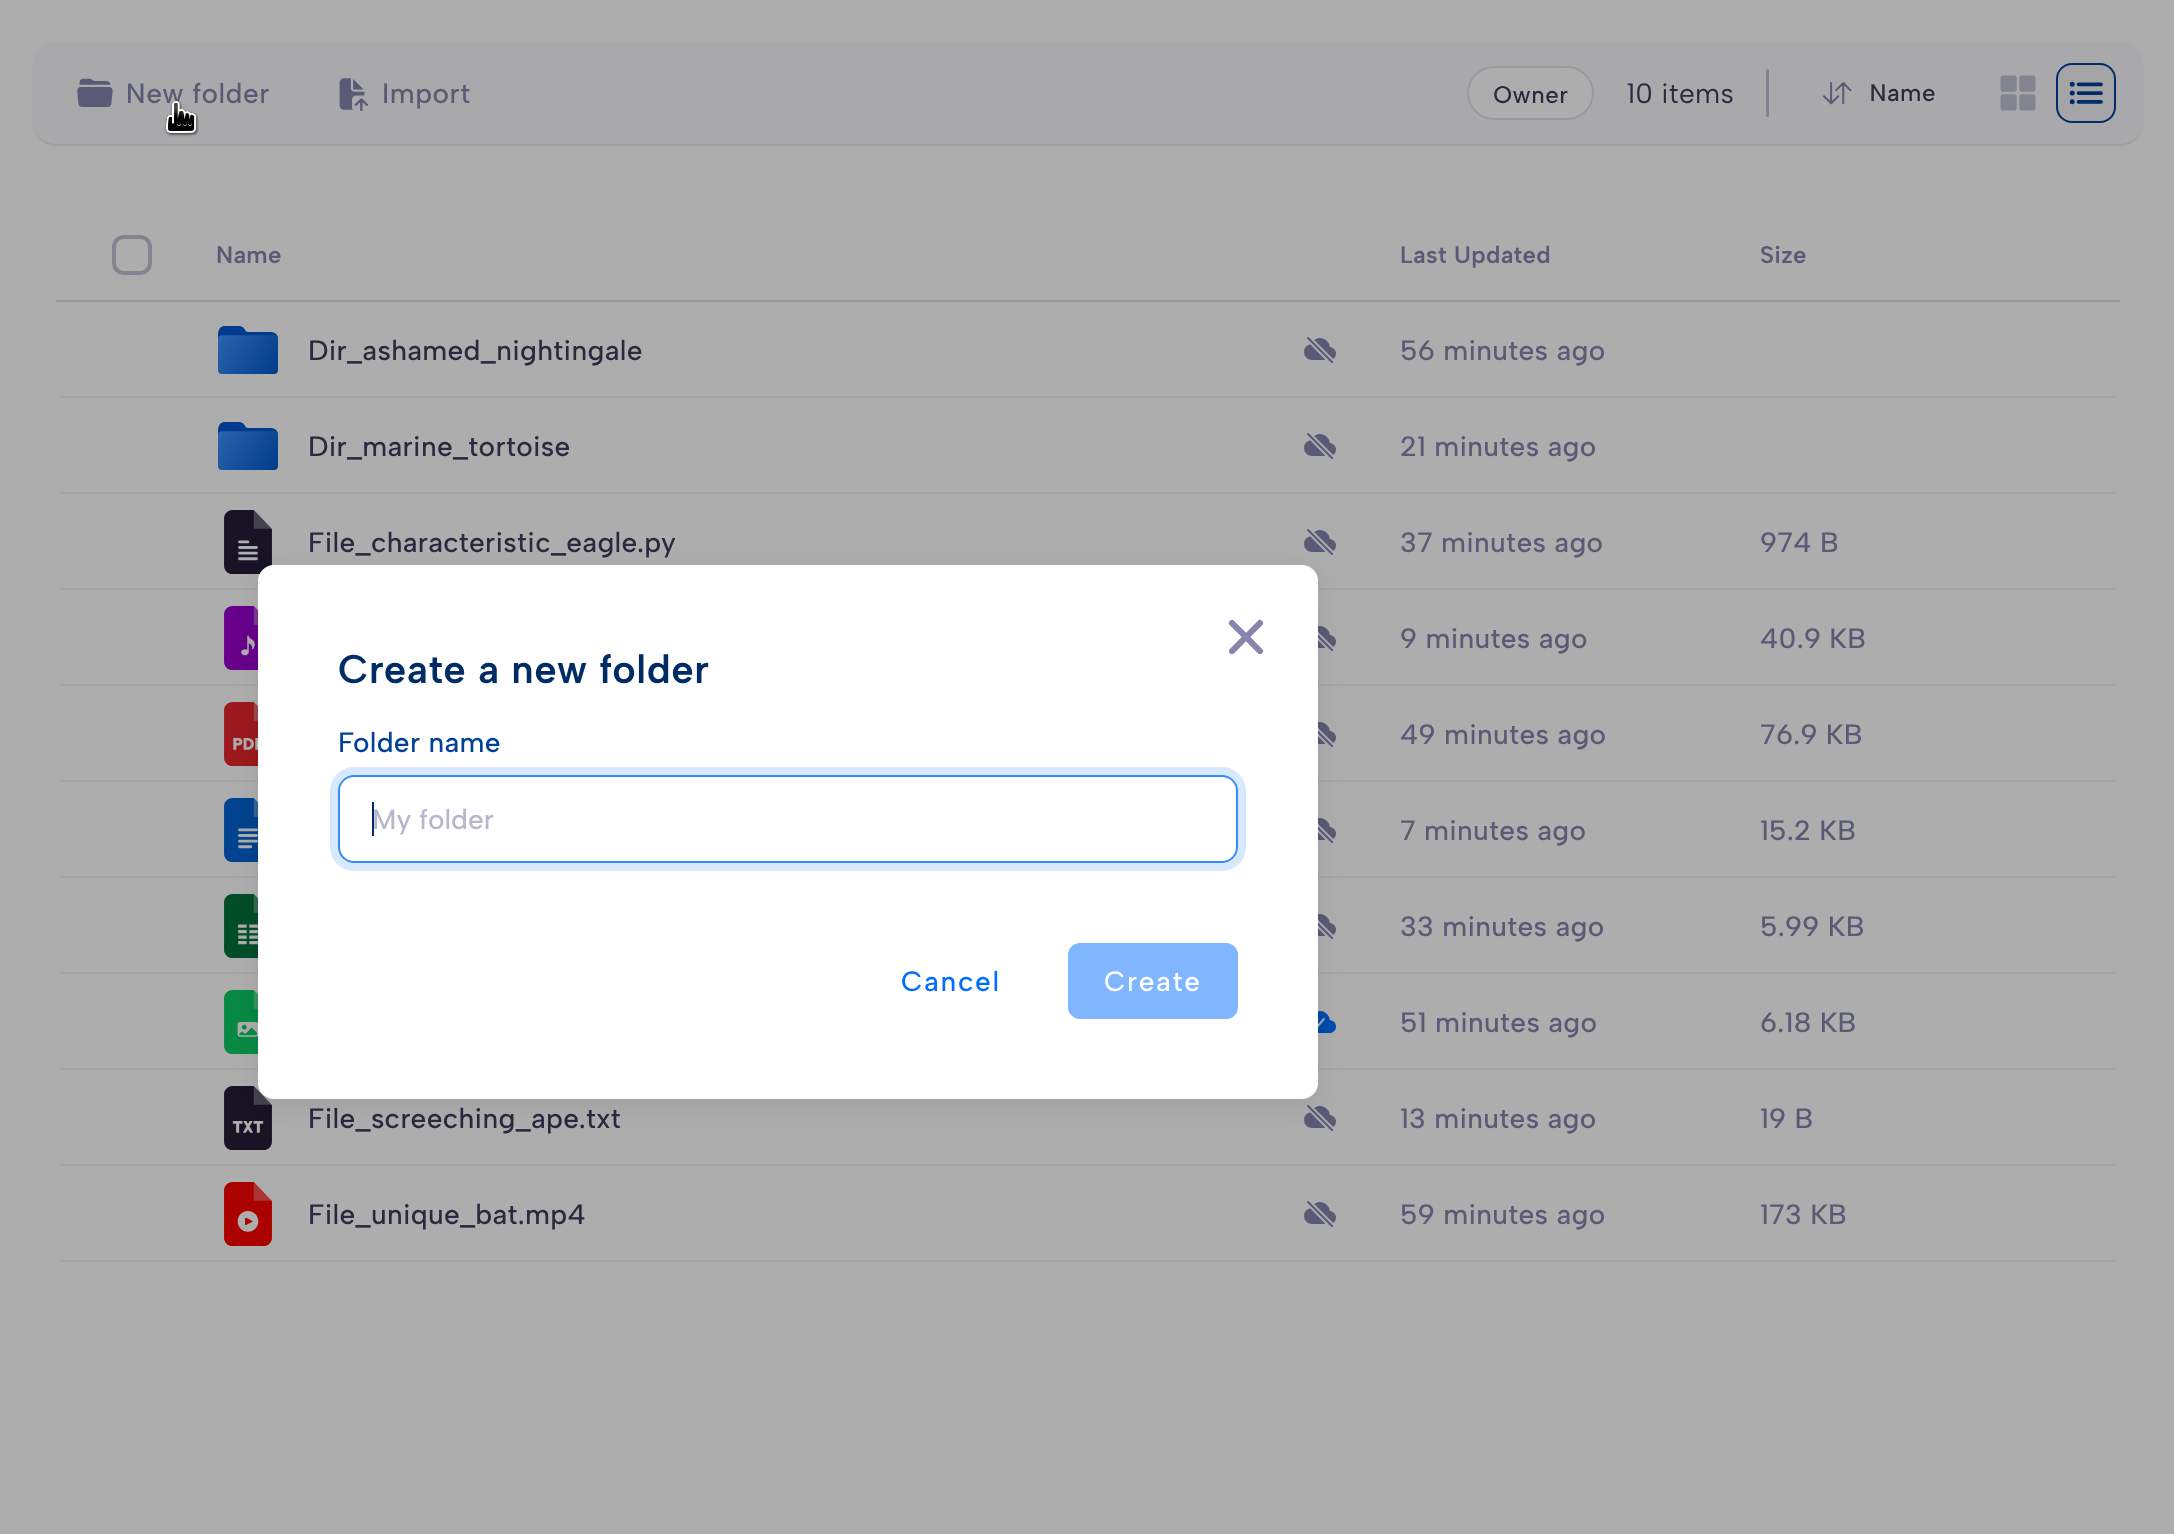 New folder Import Owner 10 items Name
Name Last Updated Size
Dir_ashamed_nightingale 56 minutes ago
Dir_marine_tortoise 21 minutes ago
File_characteristic_eagle.py 37 minutes ago 974 B
9 minutes ago 40.9 KB
49 minutes ago 76.9 KB
7 minutes ago 15.2 KB
33 minutes ago 5.99 KB
51 minutes ago 6.18 KB
TXT File_screeching_ape.txt 13 minutes ago 19 B
File_unique_bat.mp4 59 minutes ago 173 KB
Create a new folder
Folder name
My folder
Cancel Create